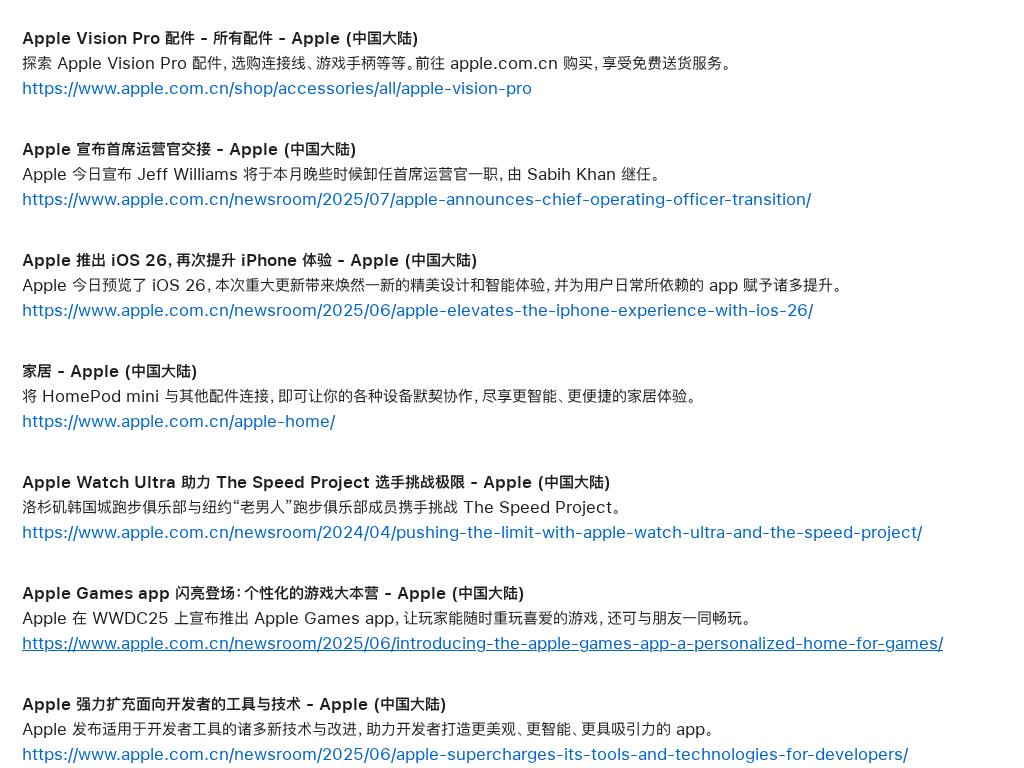 Apple Vision Pro 配件 - 所有配件 - Apple (中国大陆)
探索 Apple Vision Pro 配件，选购连接线、游戏手柄等等。前往 apple.com.cn 购买，享受免费送货服务。
https://www.apple.com.cn/shop/accessories/all/apple-vision-pro
Apple 宣布首席运营官交接 - Apple (中国大陆)
Apple 今日宣布 Jeff Williams 将于本月晚些时候卸任首席运营官一职，由 Sabih Khan 继任。
https://www.apple.com.cn/newsroom/2025/07/apple-announces-chief-operating-officer-transition/
Apple 推出 iOS 26，再次提升 iPhone 体验 - Apple (中国大陆)
Apple 今日预览了 iOS 26，本次重大更新带来焕然一新的精美设计和智能体验，并为用户日常所依赖的 app 赋予诸多提升。
https://www.apple.com.cn/newsroom/2025/06/apple-elevates-the-iphone-experience-with-ios-26/
家居 - Apple (中国大陆)
将 HomePod mini 与其他配件连接，即可让你的各种设备默契协作，尽享更智能、更便捷的家居体验。
https://www.apple.com.cn/apple-home/
Apple Watch Ultra 助力 The Speed Project 选手挑战极限 - Apple (中国大陆)
洛杉矶韩国城跑步俱乐部与纽约“老男人”跑步俱乐部成员携手挑战 The Speed Project。
https://www.apple.com.cn/newsroom/2024/04/pushing-the-limit-with-apple-watch-ultra-and-the-speed-project/
Apple Games app 闪亮登场：个性化的游戏大本营 - Apple (中国大陆)
Apple 在 WWDC25 上宣布推出 Apple Games app，让玩家能随时重玩喜爱的游戏，还可与朋友一同畅玩。
https://www.apple.com.cn/newsroom/2025/06/introducing-the-apple-games-app-a-personalized-home-for-games/
Apple 强力扩充面向开发者的工具与技术 - Apple (中国大陆)
Apple 发布适用于开发者工具的诸多新技术与改进，助力开发者打造更美观、更智能、更具吸引力的 app。
https://www.apple.com.cn/newsroom/2025/06/apple-supercharges-its-tools-and-technologies-for-developers/